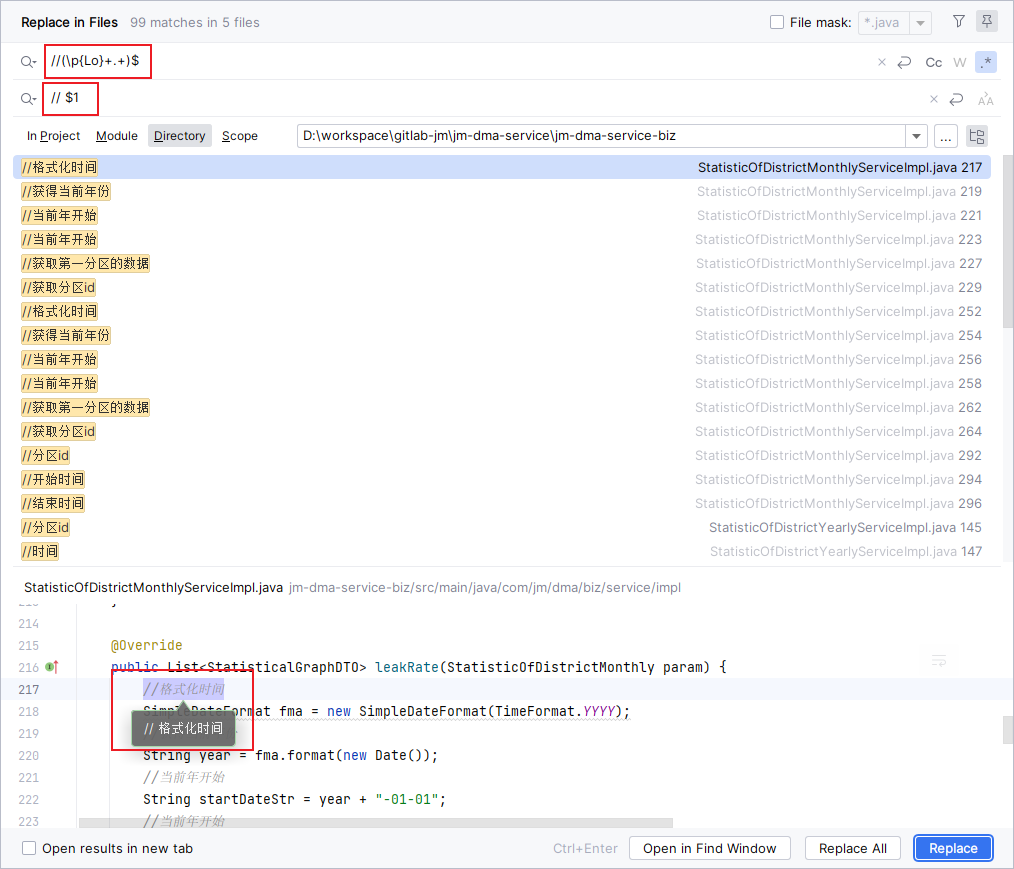 Replace in Files 99 matches in 5 files File mask: *.java
//(\p{Lo}+.+)$ Cc W .*
// $1
In Project Module Directory Scope D:\workspace\gitlab-jm\jm-dma-service\jm-dma-service-biz ...
//格式化时间 StatisticOfDistrictMonthlyServiceImpl.java 217
//获得当前年份 StatisticOfDistrictMonthlyServiceImpl.java 219
//当前年开始 StatisticOfDistrictMonthlyServiceImpl.java 221
//当前年开始 StatisticOfDistrictMonthlyServiceImpl.java 223
//获取第一分区的数据 StatisticOfDistrictMonthlyServiceImpl.java 227
//获取分区id StatisticOfDistrictMonthlyServiceImpl.java 229
//格式化时间 StatisticOfDistrictMonthlyServiceImpl.java 252
//获得当前年份 StatisticOfDistrictMonthlyServiceImpl.java 254
//当前年开始 StatisticOfDistrictMonthlyServiceImpl.java 256
//当前年开始 StatisticOfDistrictMonthlyServiceImpl.java 258
//获取第一分区的数据 StatisticOfDistrictMonthlyServiceImpl.java 262
//获取分区id StatisticOfDistrictMonthlyServiceImpl.java 264
//分区id StatisticOfDistrictMonthlyServiceImpl.java 292
//开始时间 StatisticOfDistrictMonthlyServiceImpl.java 294
//结束时间 StatisticOfDistrictMonthlyServiceImpl.java 296
//分区id StatisticOfDistrictYearlyServiceImpl.java 145
//时间 StatisticOfDistrictYearlyServiceImpl.java 147
StatisticOfDistrictMonthlyServiceImpl.java jm-dma-service-biz/src/main/java/com/jm/dma/biz/service/impl
214
215 @Override
216 public List<StatisticalGraphDTO> leakRate(StatisticOfDistrictMonthly param) {
217 //格式化时间
218 SimpleDateFormat fma = new SimpleDateFormat(TimeFormat.YYYY);
219 // 格式化时间
220 String year = fma.format(new Date());
221 //当前年开始
222 String startDateStr = year + "-01-01";
223 //当前年开始
Open results in new tab Ctrl+Enter Open in Find Window Replace All Replace